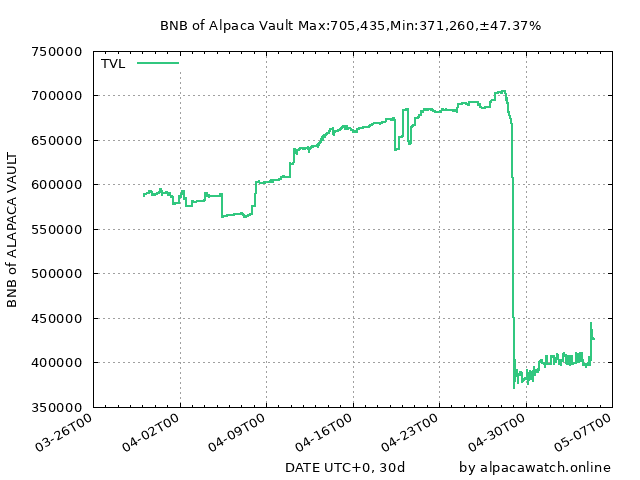 BNB of Alpaca Vault Max:705,435,Min:371,260,±47.37%
TVL
750000
700000
650000
600000
550000
500000
450000
400000
350000
BNB of ALAPACA VAULT
03-26T00
04-02T00
04-09T00
04-16T00
04-23T00
04-30T00
05-07T00
DATE UTC+0, 30d
by alpacawatch.online